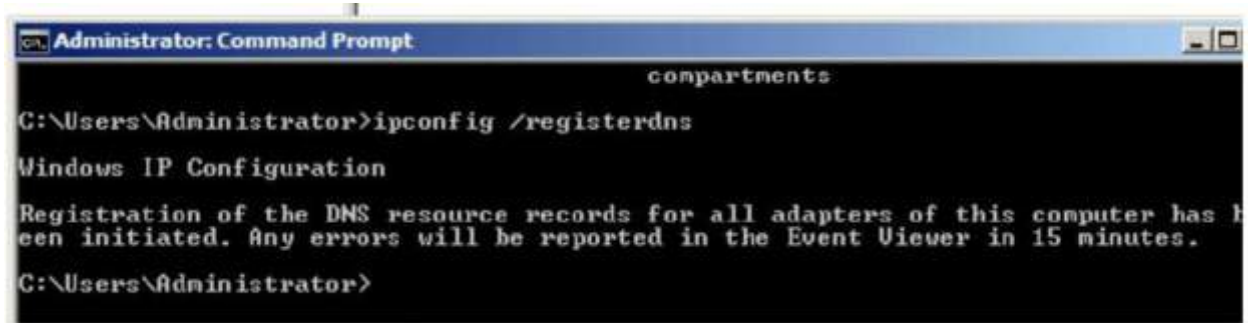 Administrator: Command Prompt
compartments
C:\Users\Administrator>ipconfig /registerdns
Windows IP Configuration
Registration of the DNS resource records for all adapters of this computer has b
een initiated. Any errors will be reported in the Event Viewer in 15 minutes.
C:\Users\Administrator>